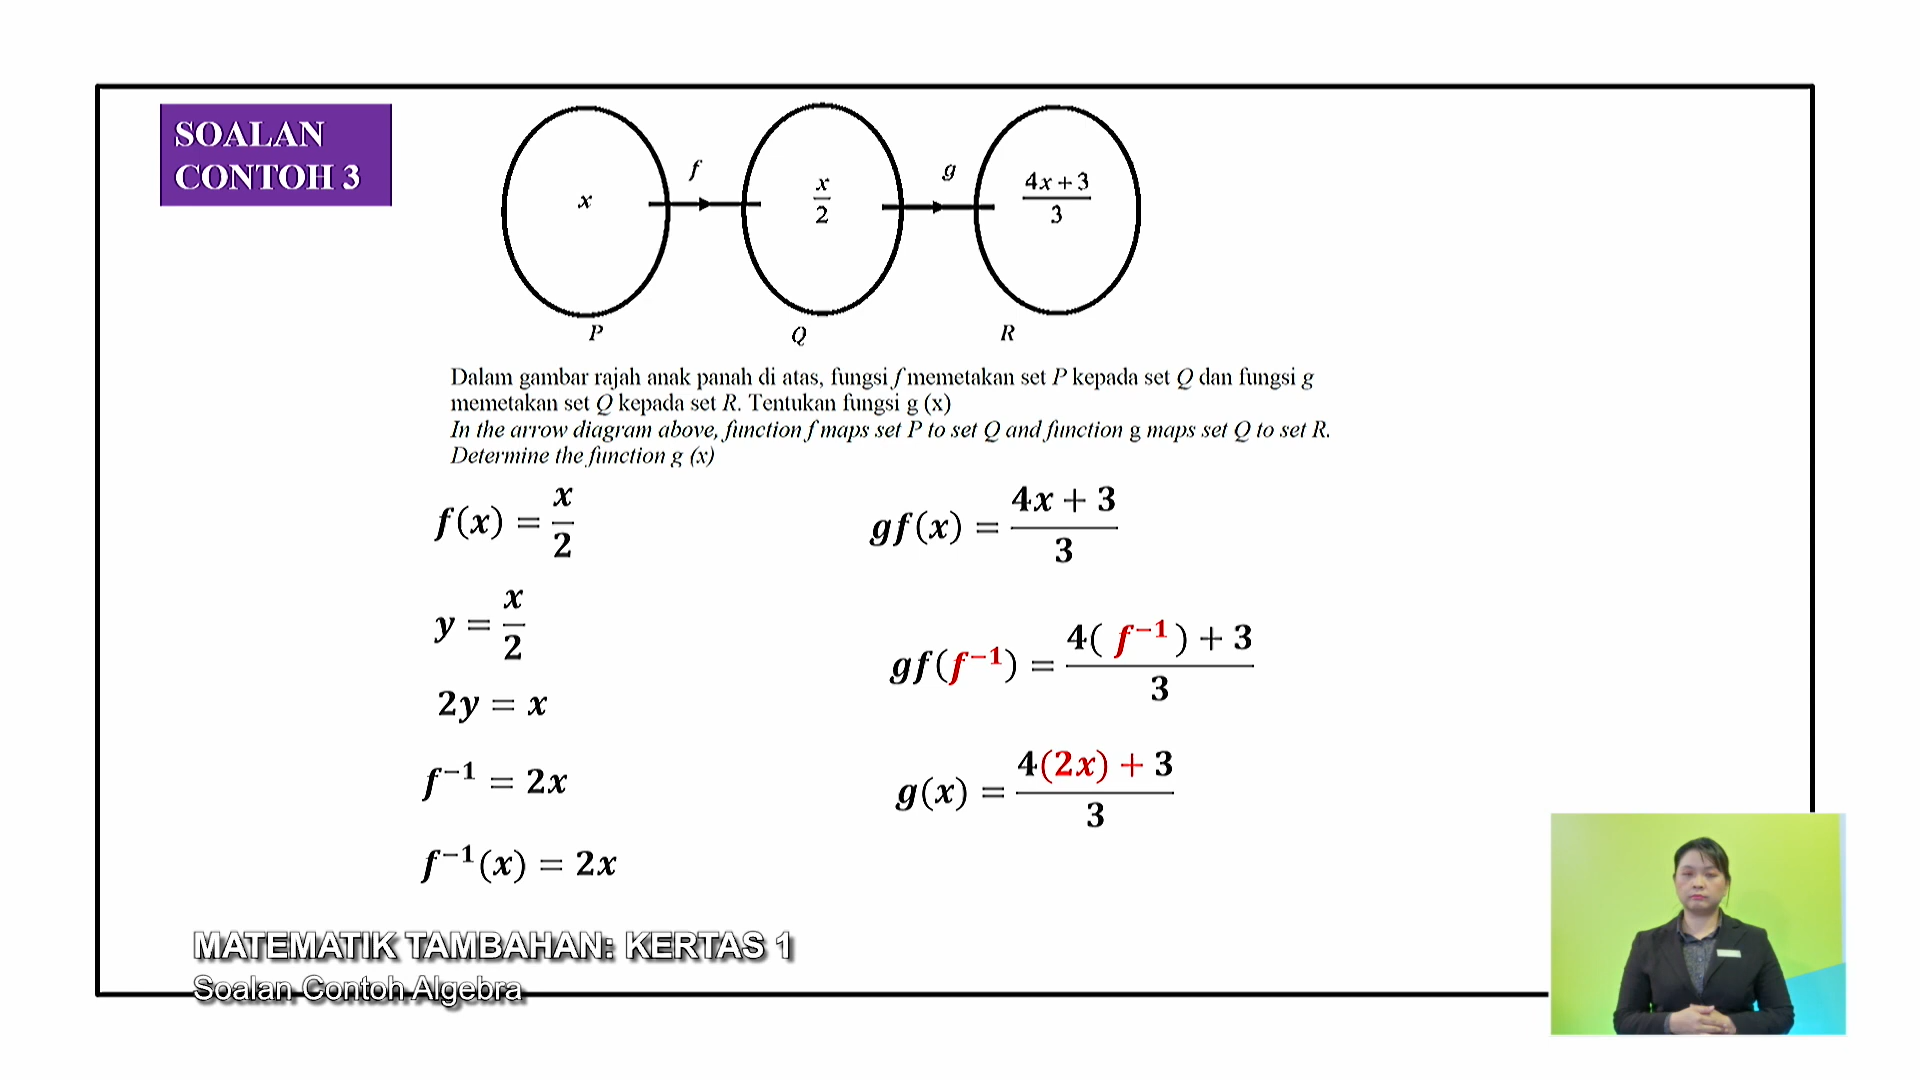 SOALAN
CONTOH 3
f
g
x
x/2
4x + 3/3
P
Q
R
Dalam gambar rajah anak panah di atas, fungsi f memetakan set P kepada set Q dan fungsi g
memetakan set Q kepada set R. Tentukan fungsi g (x)
In the arrow diagram above, function f maps set P to set Q and function g maps set Q to set R.
Determine the function g (x)
f(x) = x/2
y = x/2
2y = x
f⁻¹ = 2x
f⁻¹(x) = 2x
gf(x) = 4x + 3/3
gf(f⁻¹) = 4( f⁻¹) + 3/3
g(x) = 4(2x) + 3/3
MATEMATIK TAMBAHAN: KERTAS 1
Soalan Contoh Algebra